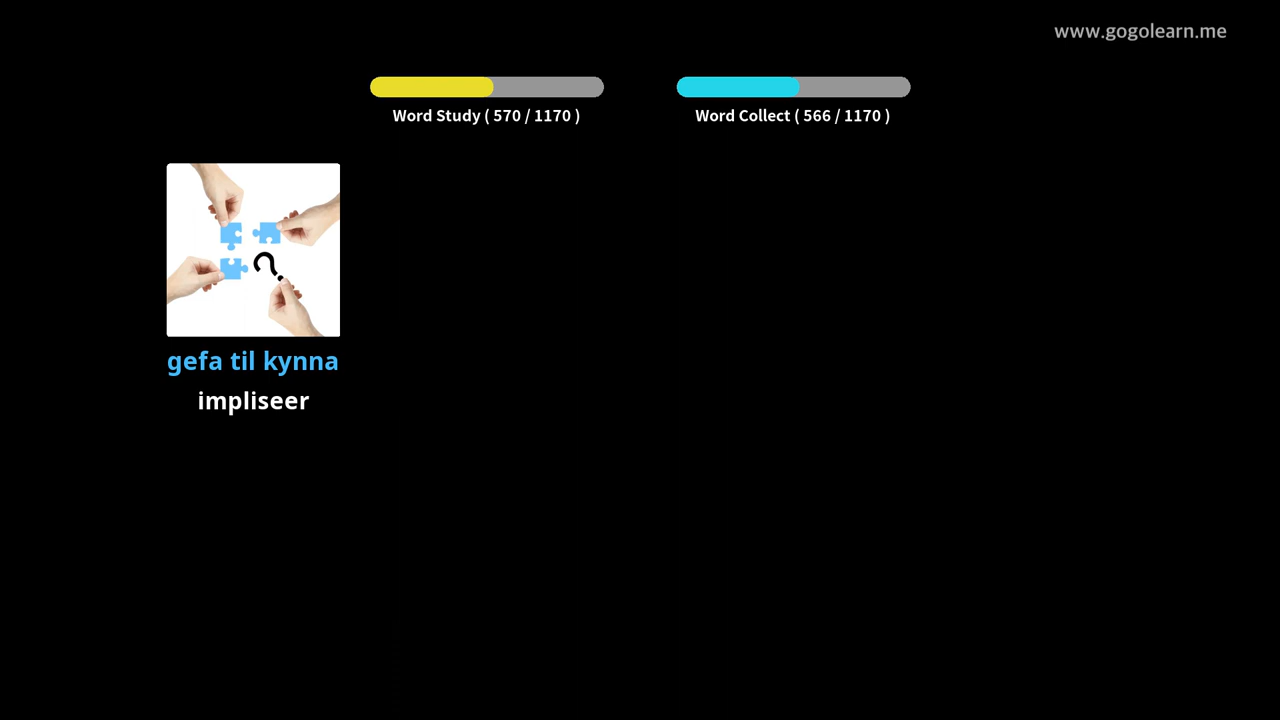 www.gogolearn.me
Word Study ( 570 / 1170 )
Word Collect ( 566 / 1170 )
gefa til kynna
impliseer